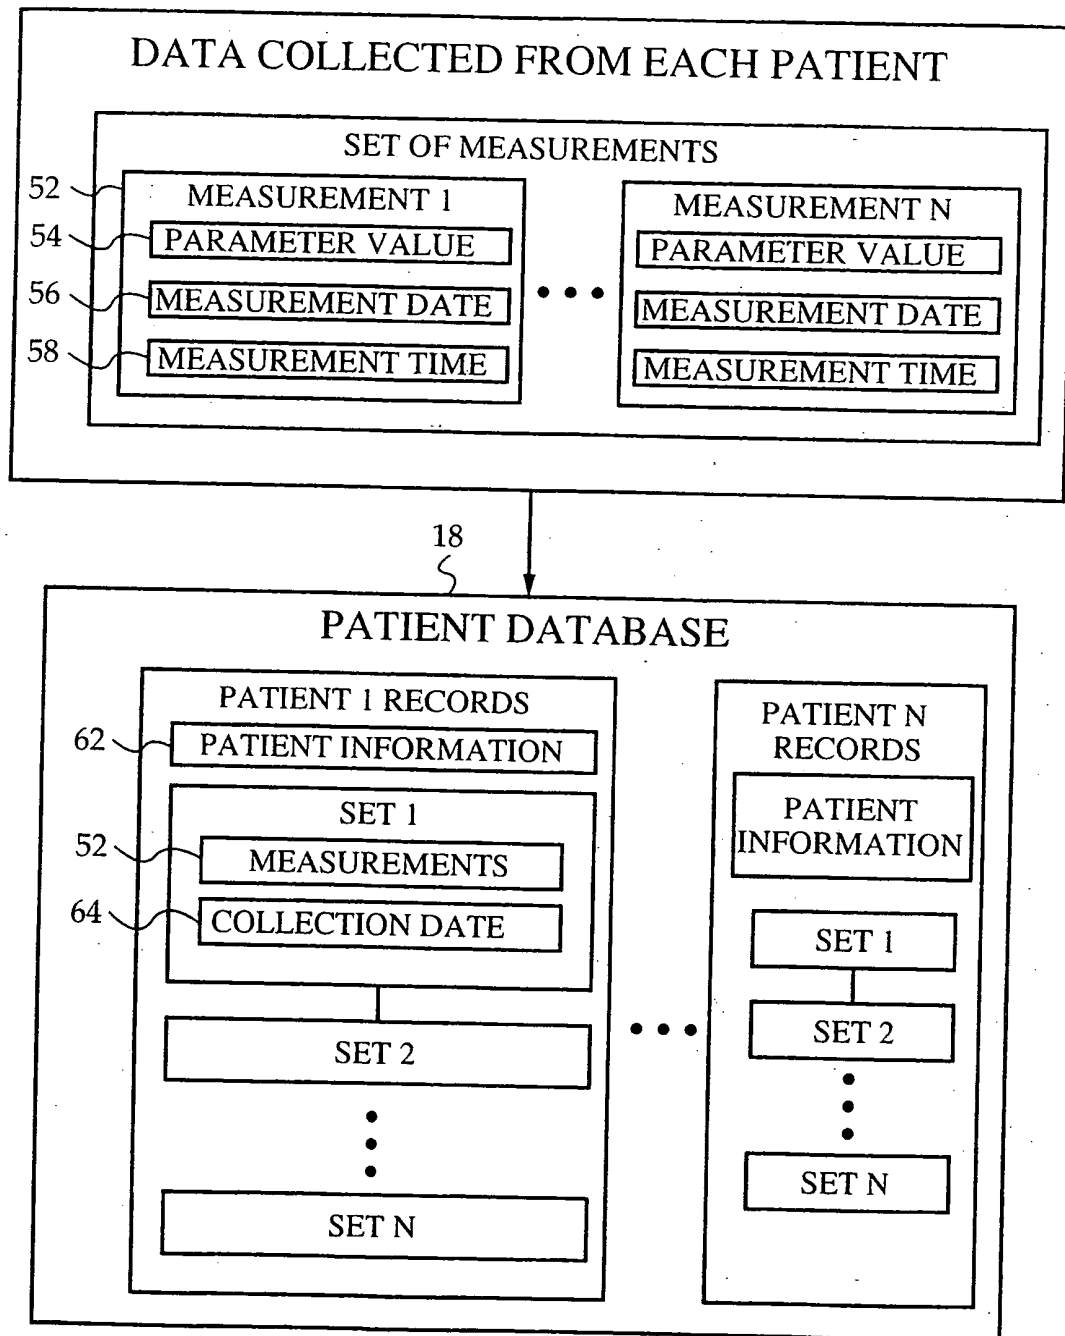 DATA COLLECTED FROM EACH PATIENT
SET OF MEASUREMENTS
52
MEASUREMENT 1
54
PARAMETER VALUE
56
MEASUREMENT DATE
58
MEASUREMENT TIME
MEASUREMENT N
PARAMETER VALUE
MEASUREMENT DATE
MEASUREMENT TIME
18
PATIENT DATABASE
PATIENT 1 RECORDS
62
PATIENT INFORMATION
SET 1
52
MEASUREMENTS
64
COLLECTION DATE
SET 2
SET N
PATIENT N
RECORDS
PATIENT
INFORMATION
SET 1
SET 2
SET N